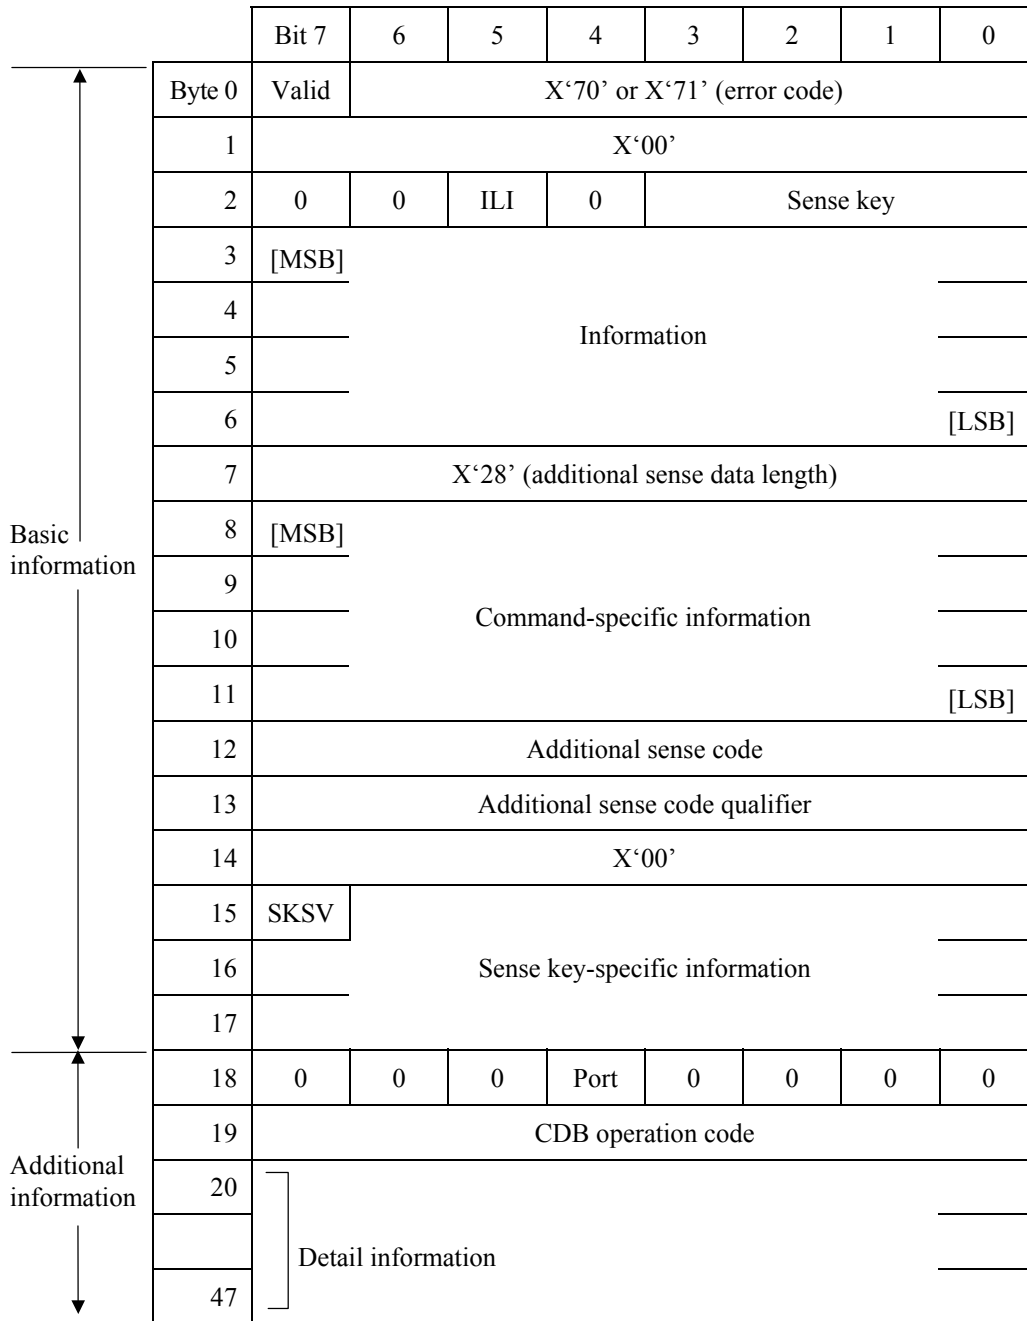 Bit 7 6 5 4 3 2 1 0
Byte 0 Valid X‘70’ or X‘71’ (error code)
1 X‘00’
2 0 0 ILI 0 Sense key
3 [MSB]
4
Information
5
6 [LSB]
7 X‘28’ (additional sense data length)
Basic
information
8 [MSB]
9
Command-specific information
10
11 [LSB]
12 Additional sense code
13 Additional sense code qualifier
14 X‘00’
15 SKSV
16 Sense key-specific information
17
18 0 0 0 Port 0 0 0 0
19 CDB operation code
Additional
information
20
Detail information
47